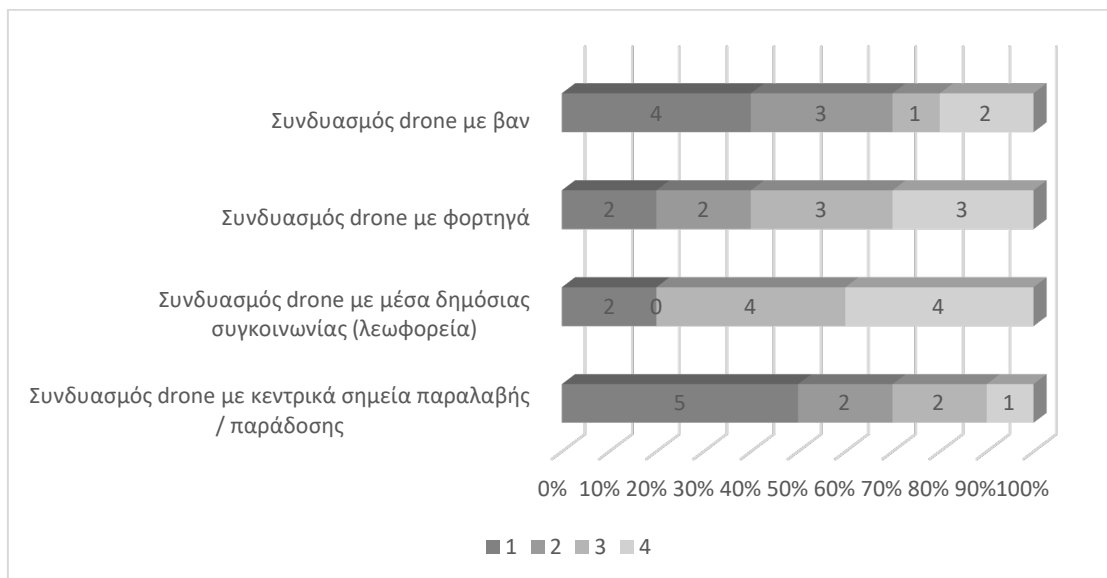 Συνδυασμός drone με βαν
4 3 1 2
Συνδυασμός drone με φορτηγά
2 2 3 3
Συνδυασμός drone με μέσα δημόσιας
συγκοινωνίας (λεωφορεία)
2 0 4 4
Συνδυασμός drone με κεντρικά σημεία παραλαβής
/ παράδοσης
5 2 2 1
0% 10% 20% 30% 40% 50% 60% 70% 80% 90% 100%
1 2 3 4